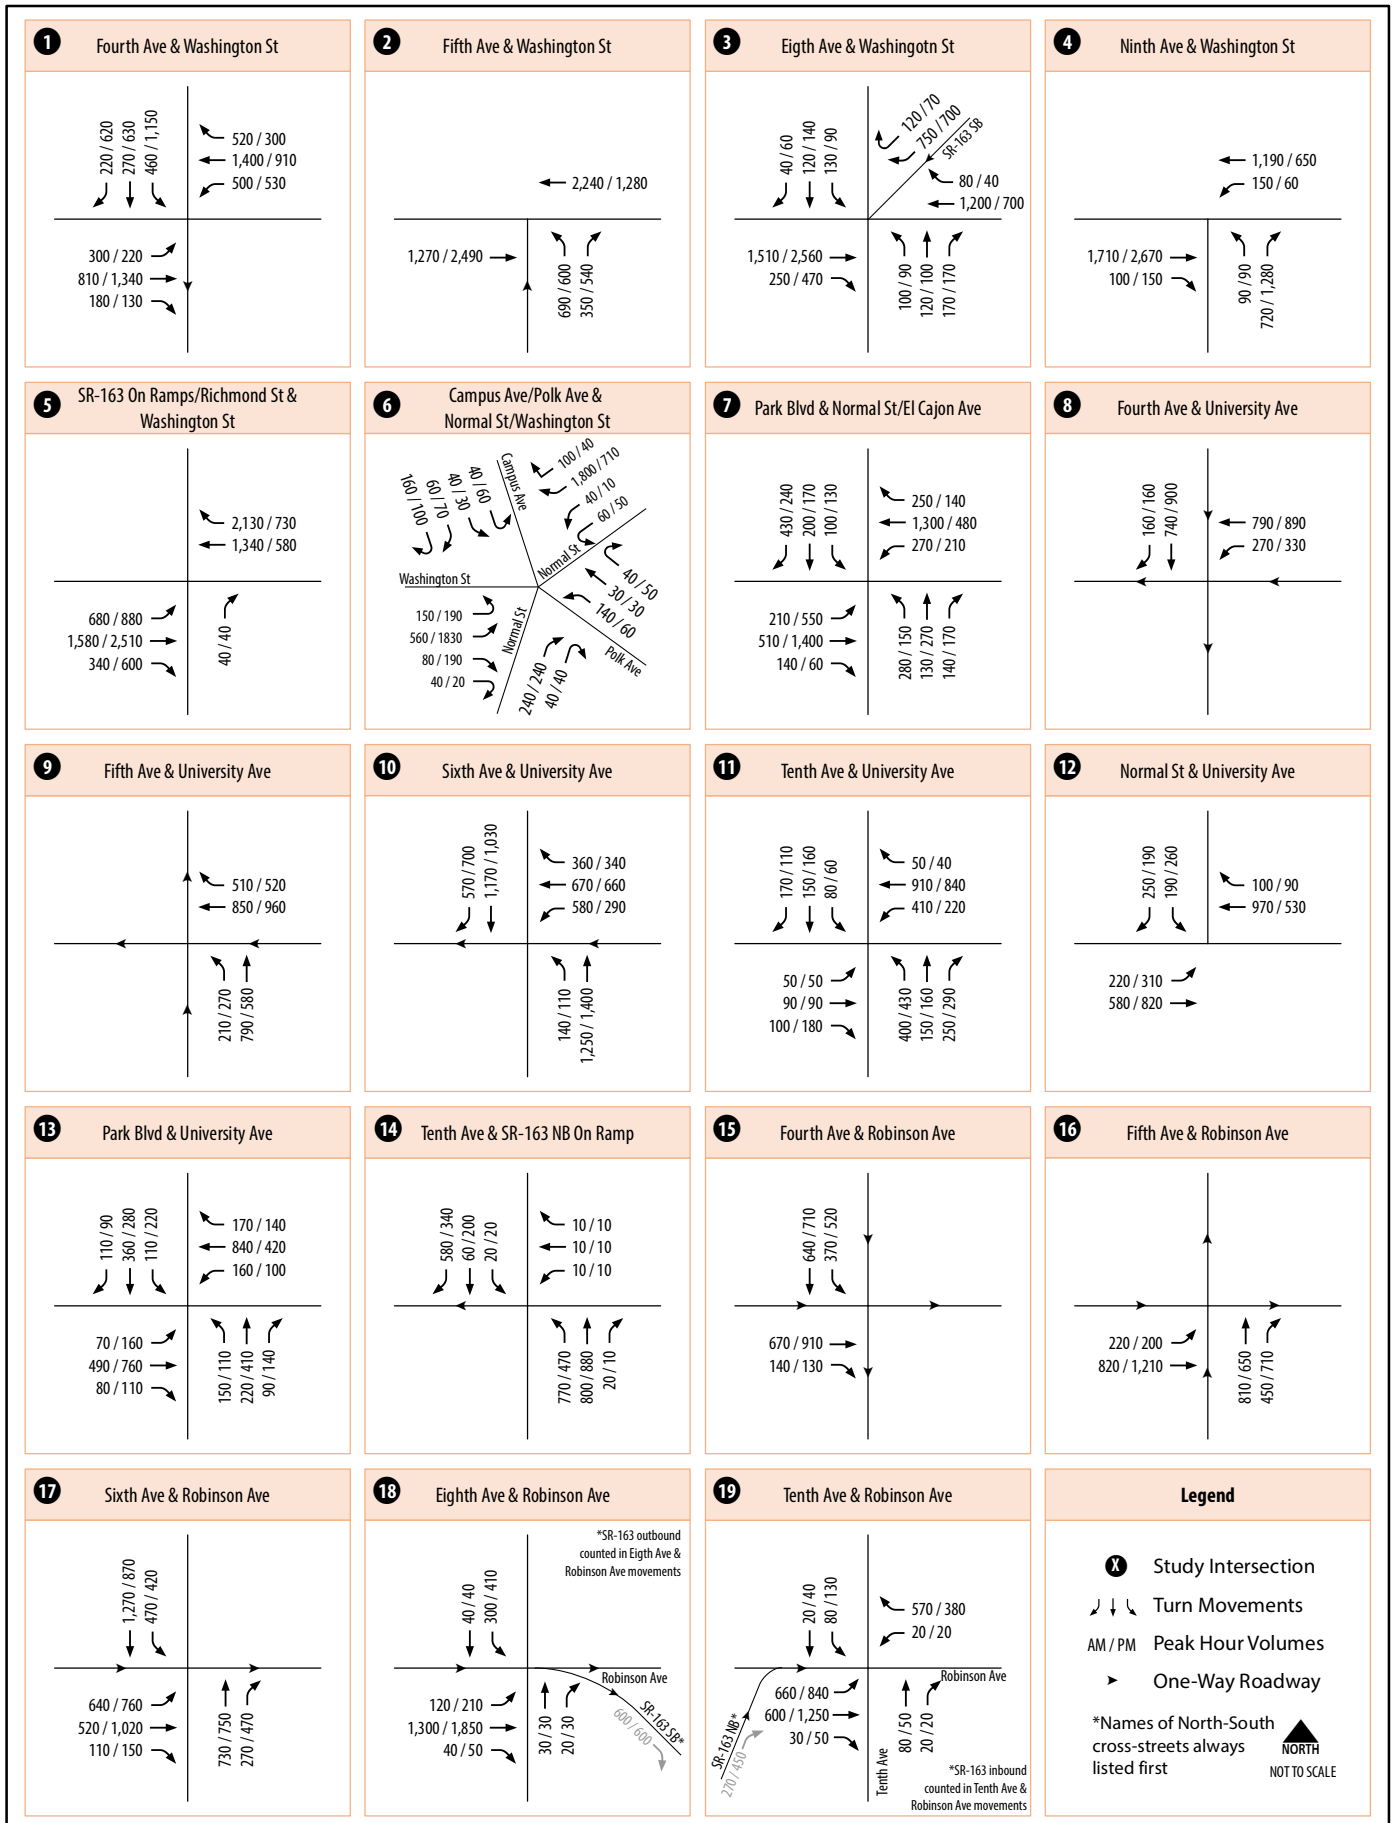 1
Fourth Ave & Washington St
220 / 620
270 / 630
460 / 1,150
520 / 300
1,400 / 910
500 / 530
300 / 220
810 / 1,340
180 / 130
2
Fifth Ave & Washington St
2,240 / 1,280
1,270 / 2,490
690 / 600
350 / 540
3
Eigth Ave & Washingotn St
40 / 60
120 / 140
130 / 90
120 / 70
750 / 700
SR-163 SB
80 / 40
1,200 / 700
1,510 / 2,560
250 / 470
100 / 90
120 / 100
170 / 170
4
Ninth Ave & Washington St
1,190 / 650
150 / 60
1,710 / 2,670
100 / 150
90 / 90
720 / 1,280
5
SR-163 On Ramps/Richmond St &
Washington St
2,130 / 730
1,340 / 580
680 / 880
1,580 / 2,510
340 / 600
40 / 40
6
Campus Ave/Polk Ave &
Normal St/Washington St
160 / 100
60 / 70
40 / 30
40 / 60
Campus Ave
100 / 40
1,800 / 710
40 / 10
60 / 50
Normal St
Washington St
40 / 50
30 / 30
140 / 60
Polk Ave
150 / 190
560 / 1830
80 / 190
40 / 20
Normal St
240 / 240
40 / 40
7
Park Blvd & Normal St/El Cajon Ave
430 / 240
200 / 170
100 / 130
250 / 140
1,300 / 480
270 / 210
210 / 550
510 / 1,400
140 / 60
280 / 150
130 / 270
140 / 170
8
Fourth Ave & University Ave
160 / 160
740 / 900
790 / 890
270 / 330
9
Fifth Ave & University Ave
510 / 520
850 / 960
210 / 270
790 / 580
10
Sixth Ave & University Ave
570 / 700
1,170 / 1,030
360 / 340
670 / 660
580 / 290
140 / 110
1,250 / 1,400
11
Tenth Ave & University Ave
170 / 110
150 / 160
80 / 60
50 / 40
910 / 840
410 / 220
50 / 50
90 / 90
100 / 180
400 / 430
150 / 160
250 / 290
12
Normal St & University Ave
250 / 190
190 / 260
100 / 90
970 / 530
220 / 310
580 / 820
13
Park Blvd & University Ave
110 / 90
360 / 280
110 / 220
170 / 140
840 / 420
160 / 100
70 / 160
490 / 760
80 / 110
150 / 110
220 / 410
90 / 140
14
Tenth Ave & SR-163 NB On Ramp
580 / 340
60 / 200
20 / 20
10 / 10
10 / 10
10 / 10
770 / 470
800 / 880
20 / 10
15
Fourth Ave & Robinson Ave
640 / 710
370 / 520
670 / 910
140 / 130
16
Fifth Ave & Robinson Ave
220 / 200
820 / 1,210
810 / 650
450 / 710
17
Sixth Ave & Robinson Ave
1,270 / 870
470 / 420
640 / 760
520 / 1,020
110 / 150
730 / 750
270 / 470
18
Eighth Ave & Robinson Ave
*SR-163 outbound
counted in Eigth Ave &
Robinson Ave movements
40 / 40
300 / 410
Robinson Ave
SR-163 SB*
600 / 600
120 / 210
1,300 / 1,850
40 / 50
30 / 30
20 / 30
19
Tenth Ave & Robinson Ave
20 / 40
80 / 130
570 / 380
20 / 20
Robinson Ave
SR-163 NB*
270 / 450
660 / 840
600 / 1,250
30 / 50
Tenth Ave
80 / 50
20 / 20
*SR-163 inbound
counted in Tenth Ave &
Robinson Ave movements
Legend
X Study Intersection
Turn Movements
AM / PM Peak Hour Volumes
One-Way Roadway
*Names of North-South
cross-streets always
listed first
NORTH
NOT TO SCALE